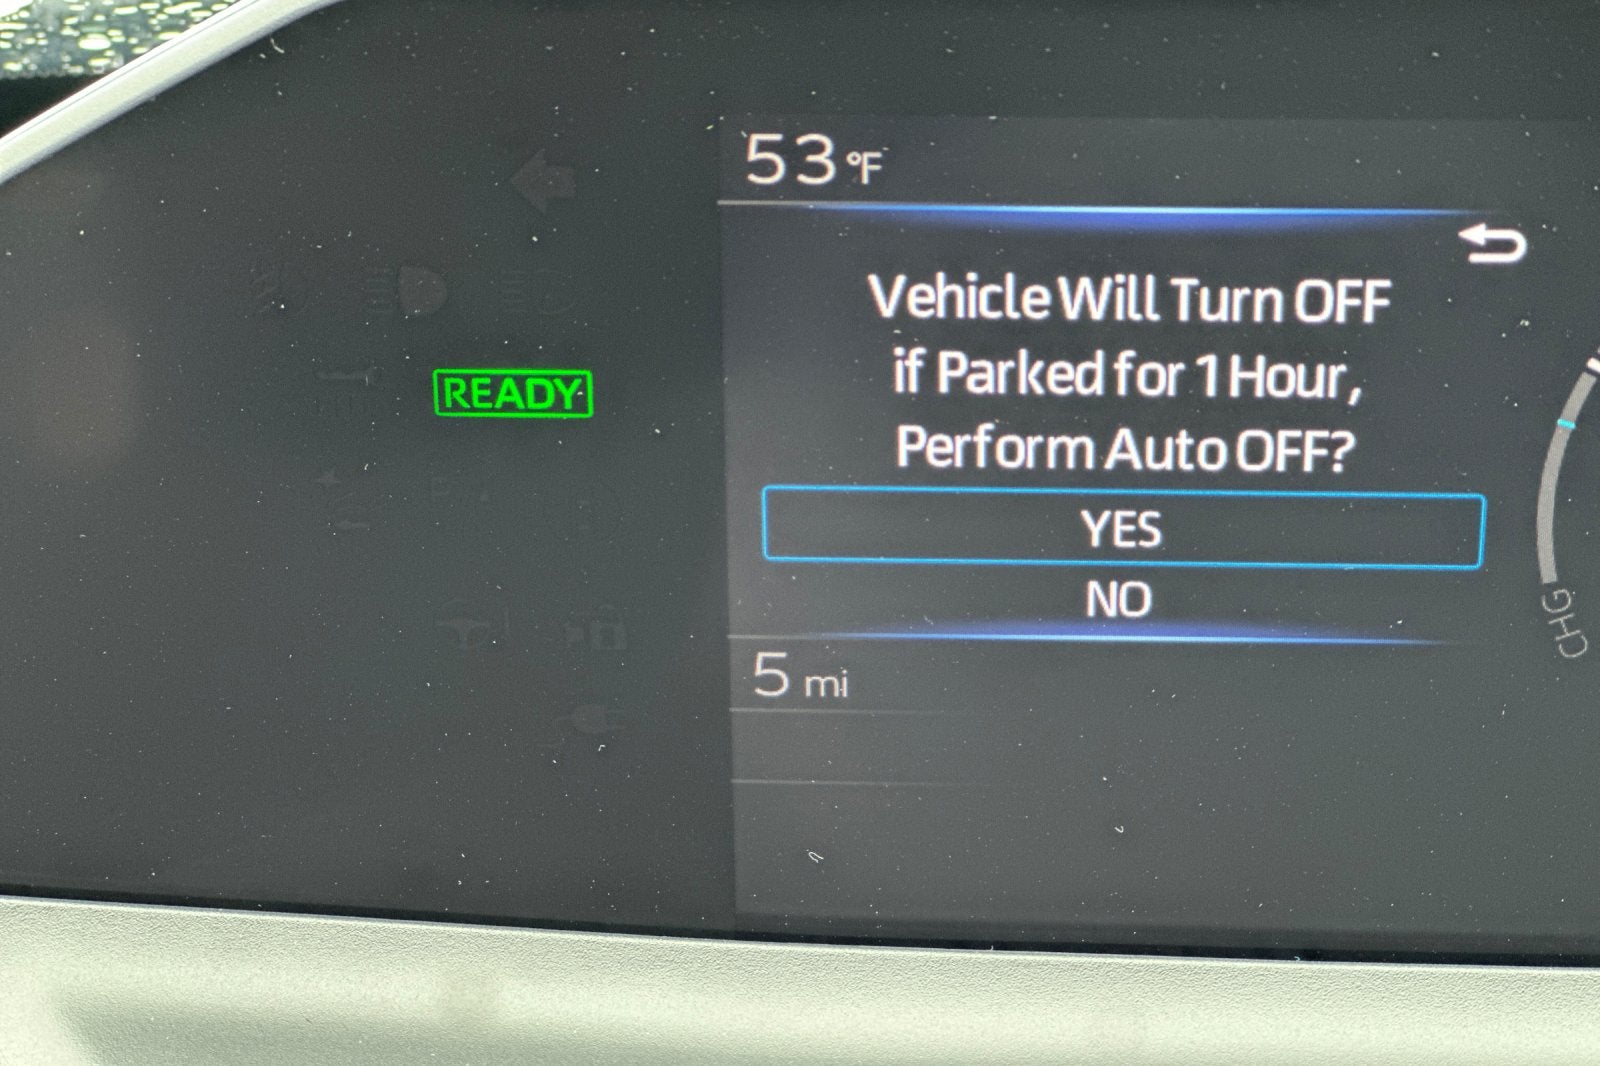 53 °F
Vehicle Will Turn OFF
if Parked for 1 Hour,
READY
Perform Auto OFF?
YES
NO
CHG
5 mi